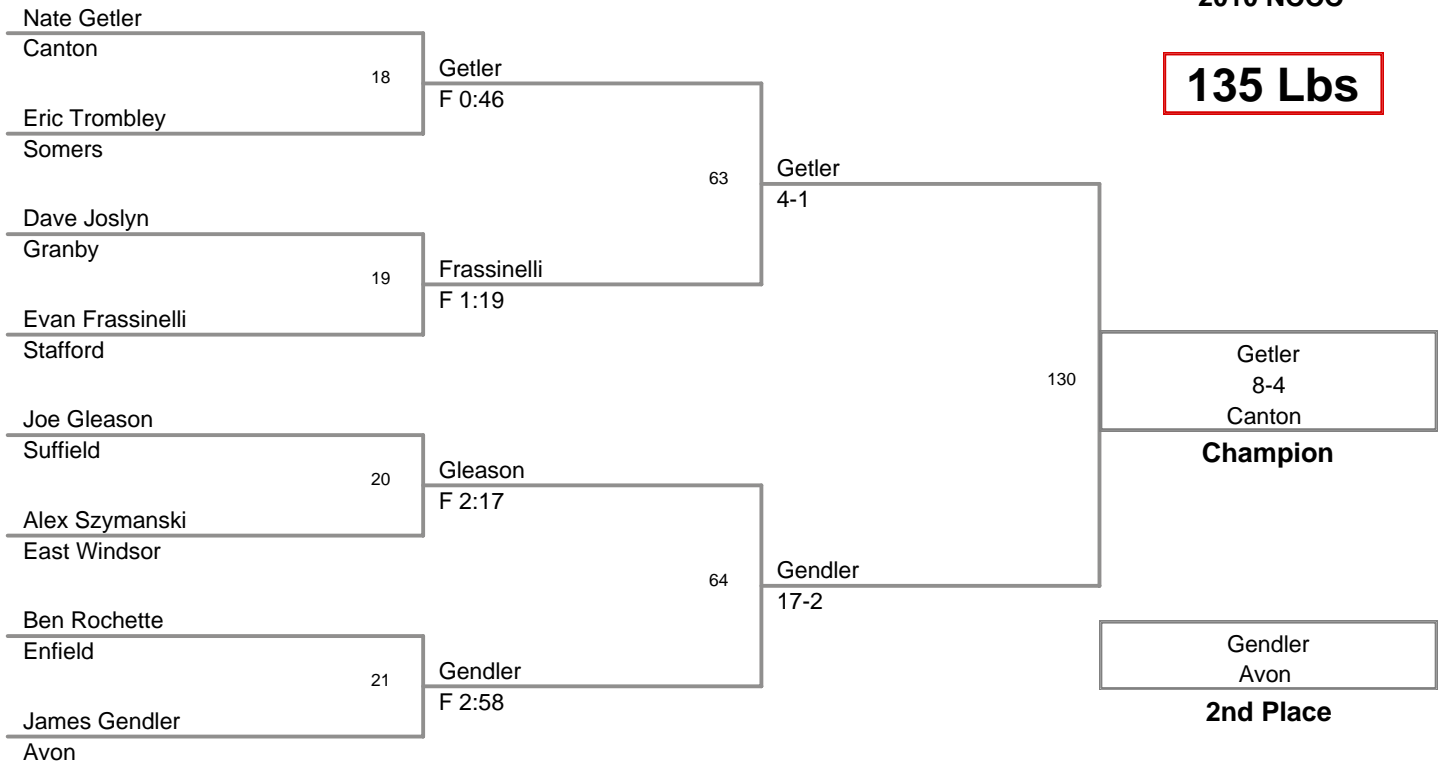 2010 NCCC
135 Lbs
Nate Getler
Canton
18
Eric Trombley
Somers
Getler
F 0:46
Dave Joslyn
Granby
19
Evan Frassinelli
Stafford
Frassinelli
F 1:19
63
Getler
4-1
Joe Gleason
Suffield
20
Alex Szymanski
East Windsor
Gleason
F 2:17
Ben Rochette
Enfield
21
James Gendler
Avon
Gendler
F 2:58
64
Gendler
17-2
130
Getler
8-4
Canton
Champion
Gendler
Avon
2nd Place